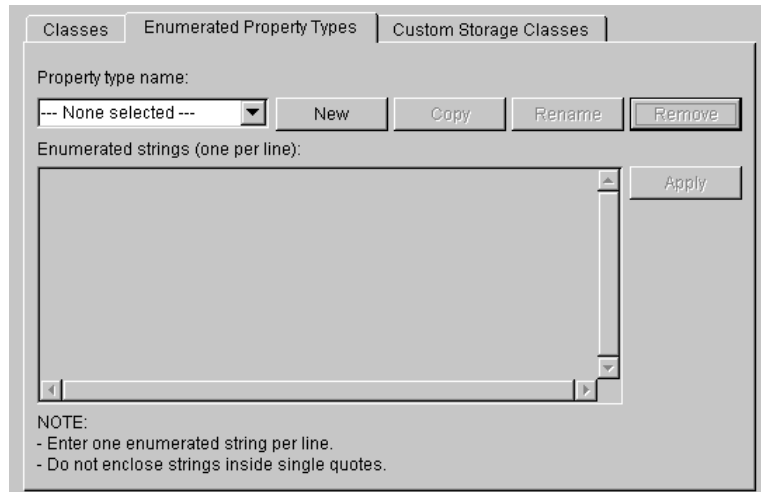 Classes Enumerated Property Types Custom Storage Classes
Property type name:
--- None selected --- New Copy Rename Remove
Enumerated strings (one per line):
Apply
NOTE:
- Enter one enumerated string per line.
- Do not enclose strings inside single quotes.